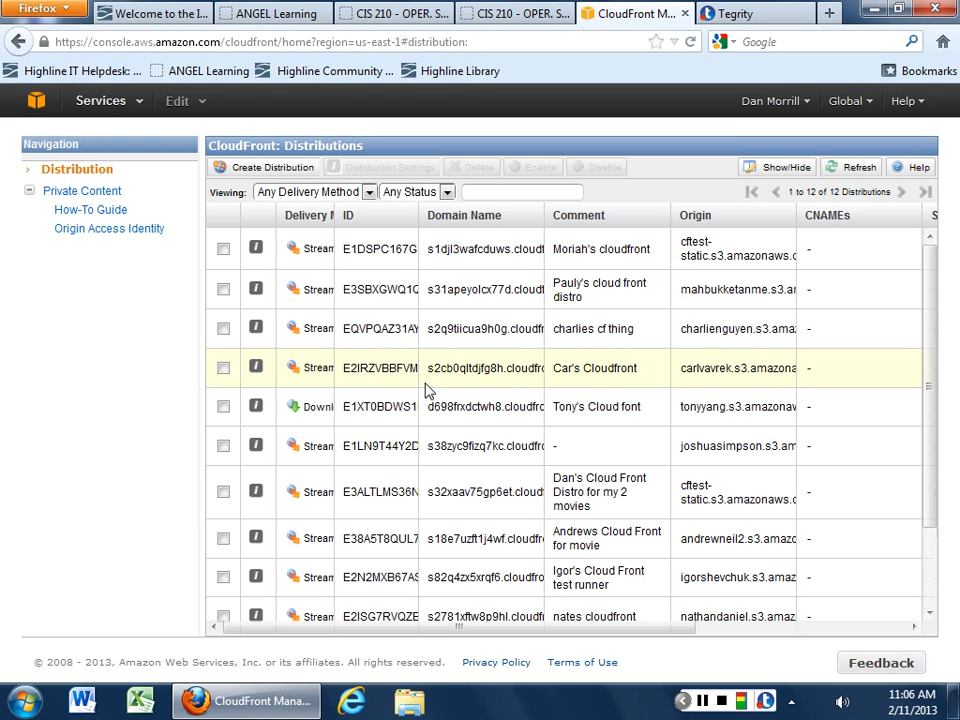 Firefox
Welcome to the I...
ANGEL Learning
CIS 210 - OPER. S...
CIS 210 - OPER. S...
CloudFront M...
Tegrity
https://console.aws.amazon.com/cloudfront/home?region=us-east-1#distribution:
Google
Highline IT Helpdesk: ...
ANGEL Learning
Highline Community ...
Highline Library
Bookmarks
Services
Edit
Dan Morrill
Global
Help
Navigation
Distribution
Private Content
How-To Guide
Origin Access Identity
CloudFront: Distributions
Create Distribution
Distribution Settings
Delete
Enable
Disable
Show/Hide
Refresh
Help
Viewing: Any Delivery Method Any Status
1 to 12 of 12 Distributions
Delivery M ID Domain Name Comment Origin CNAMEs S
Stream E1DSPC167G s1djl3wafcduws.cloudf Moriah's cloudfront cftest-
static.s3.amazonaws.c -
Stream E3SBXGWQ1Q s31apeyolcx77d.cloudf Pauly's cloud front
distro mahbukketanme.s3.ar -
Stream EQVPQAZ31AY s2q9tiicua9h0g.cloudf charlies cf thing charlienguyen.s3.ama -
Stream E2IRZVBBFVM s2cb0qltdjfg8h.cloudfr Car's Cloudfront carlvavrek.s3.amazona -
Downl E1XT0BDWS1 d698frxdctwh8.cloudfr Tony's Cloud font tonyyang.s3.amazonaw -
Stream E1LN9T44Y2D s38zyc9fizq7kc.cloudfr - joshuasimpson.s3.am -
Stream E3ALTLMS36N s32xaav75gp6et.cloudf Dan's Cloud Front
Distro for my 2
movies cftest-
static.s3.amazonaws.c -
Stream E38A5T8QUL7 s18e7uzft1j4wf.cloudfr Andrews Cloud Front
for movie andrewneil2.s3.amazo -
Stream E2N2MXB67AS s82q4zx5xrqf6.cloudfr Igor's Cloud Front
test runner igorshevchuk.s3.amaz -
Stream E2ISG7RVQZE s2781xftw8p9hl.cloudf nates cloudfront nathandaniel.s3.amaz -
© 2008 - 2013, Amazon Web Services, Inc. or its affiliates. All rights reserved.
Privacy Policy
Terms of Use
Feedback
CloudFront Mana...
11:06 AM
2/11/2013